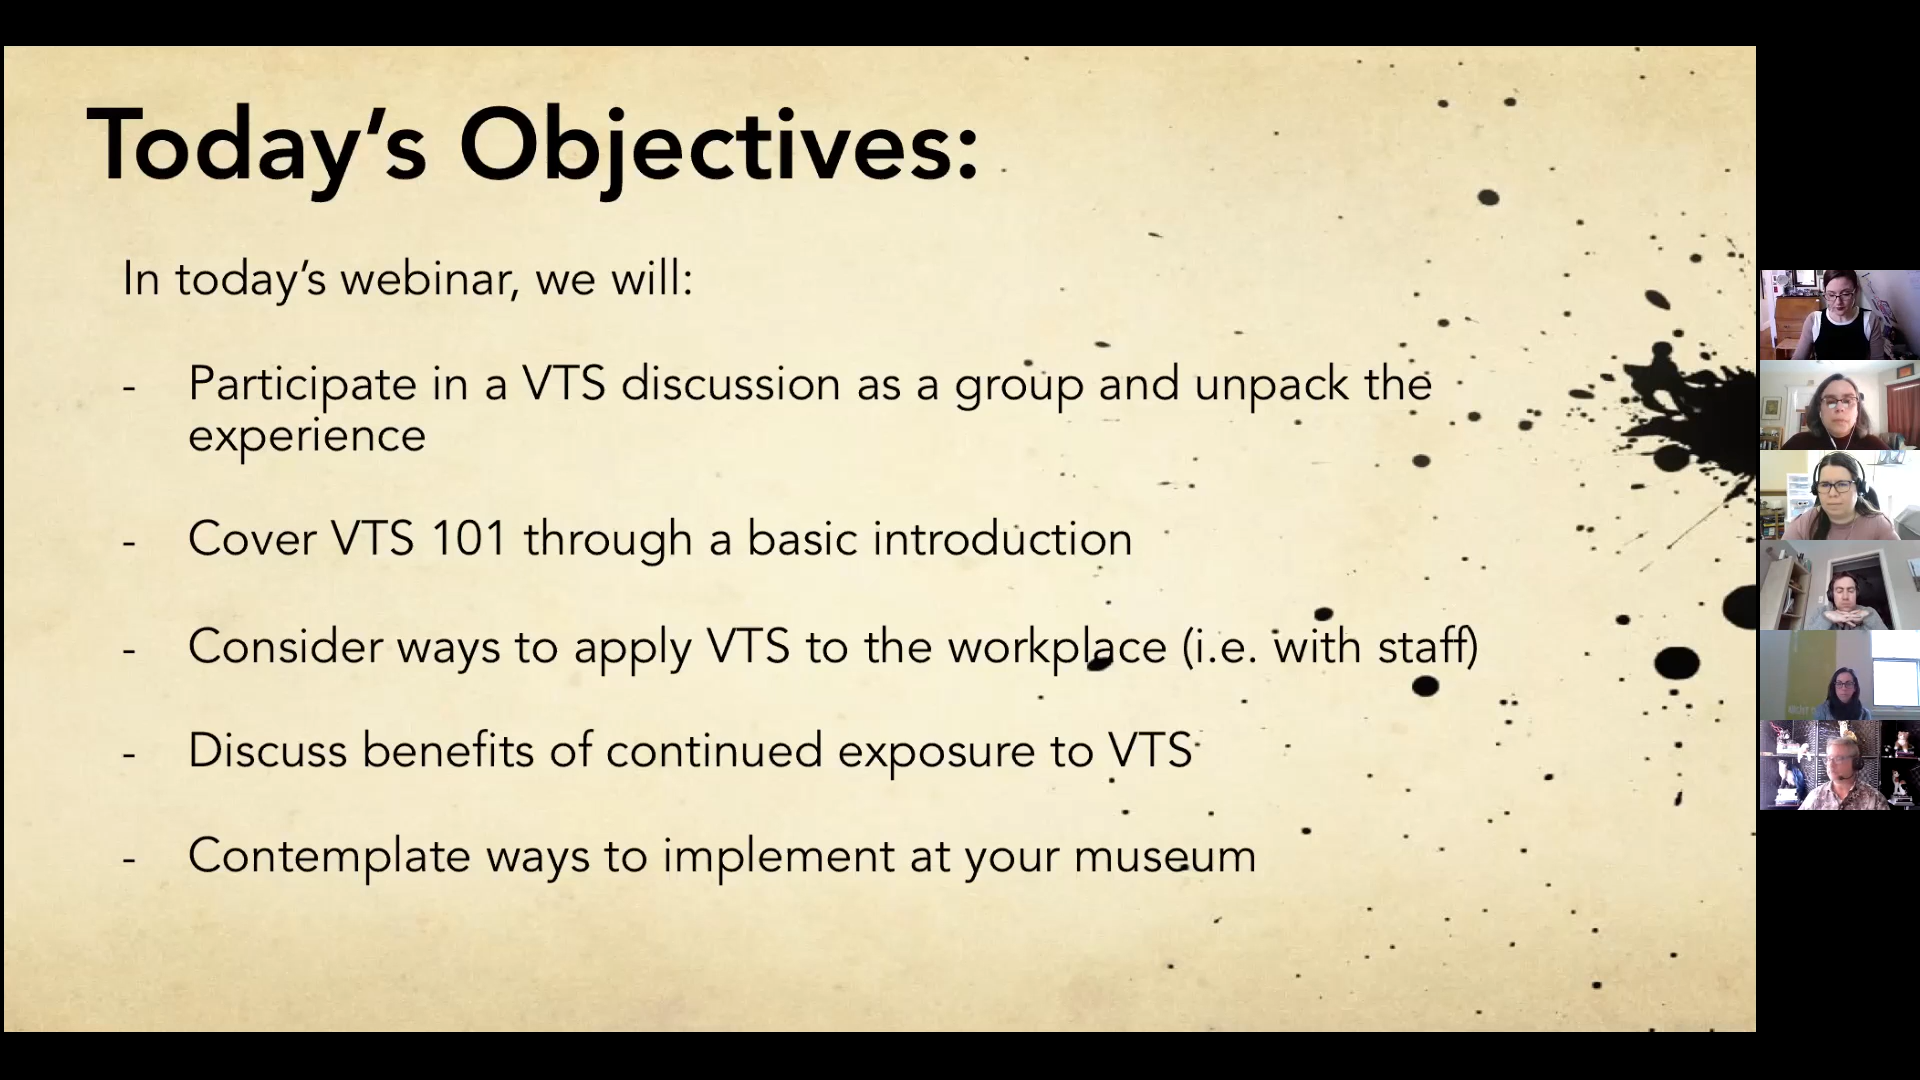 Today’s Objectives:
In today’s webinar, we will:
- Participate in a VTS discussion as a group and unpack the
experience
- Cover VTS 101 through a basic introduction
- Consider ways to apply VTS to the workplace (i.e. with staff)
- Discuss benefits of continued exposure to VTS
- Contemplate ways to implement at your museum